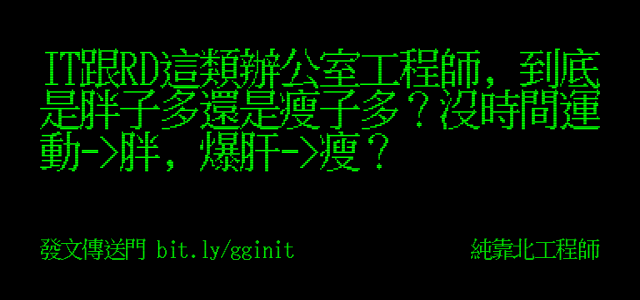 IT跟RD這類辦公室工程師，到底
是胖子多還是瘦子多？沒時間運
動->胖，爆肝->瘦？
發文傳送門 bit.ly/gginit
純靠北工程師